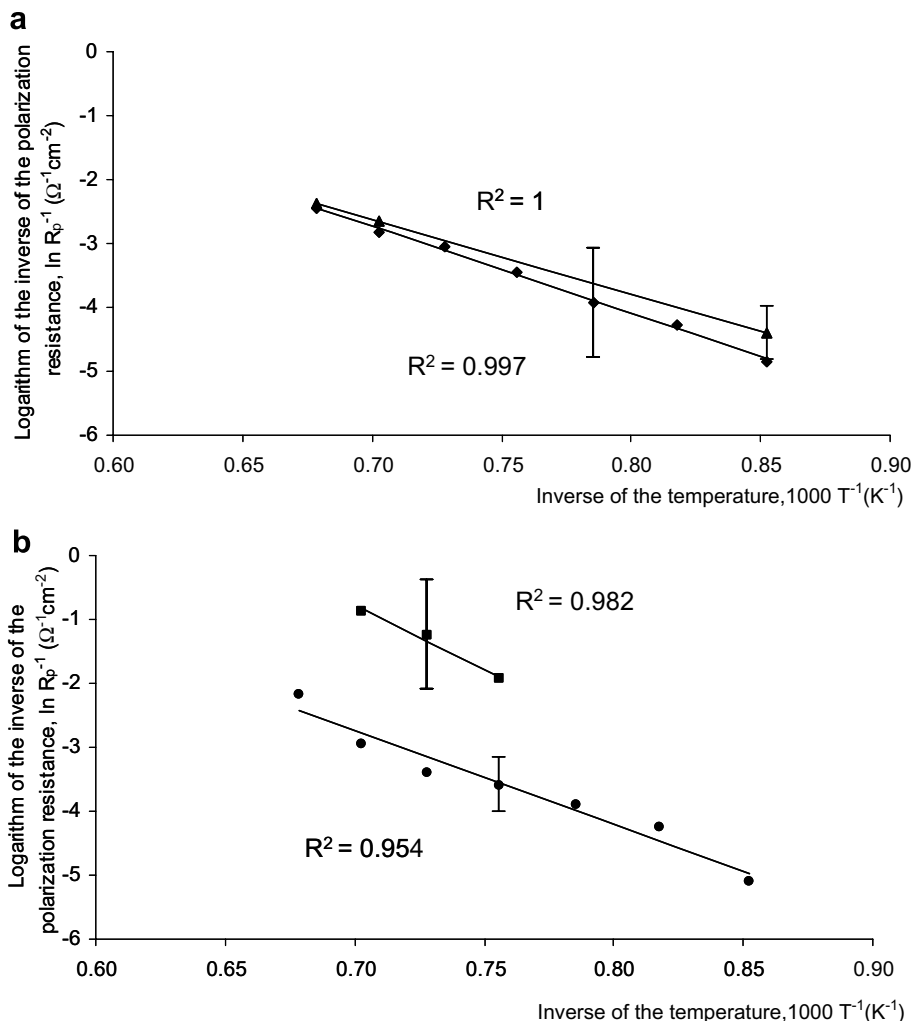 a
Logarithm of the inverse of the polarization
resistance, ln Rp⁻¹ (Ω⁻¹cm⁻²)
0
-1
-2
-3
-4
-5
-6
R² = 1
R² = 0.997
0.60 0.65 0.70 0.75 0.80 0.85 0.90
Inverse of the temperature,1000 T⁻¹(K⁻¹)
b
Logarithm of the inverse of the
polarization resistance, ln Rp⁻¹ (Ω⁻¹cm⁻²)
0
-1
-2
-3
-4
-5
-6
R² = 0.982
R² = 0.954
0.60 0.65 0.70 0.75 0.80 0.85 0.90
Inverse of the temperature,1000 T⁻¹(K⁻¹)